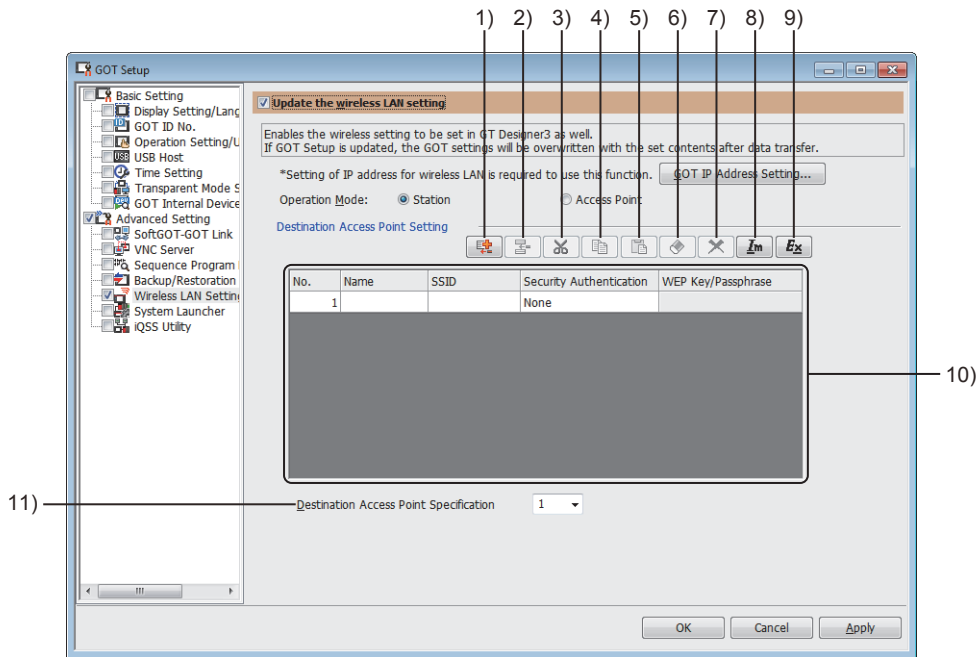 1) 2) 3) 4) 5) 6) 7) 8) 9)
GOT Setup
Basic Setting
Display Setting/Lang
GOT ID No.
Operation Setting/U
USB Host
Time Setting
Transparent Mode S
GOT Internal Device
Advanced Setting
SoftGOT-GOT Link
VNC Server
Sequence Program
Backup/Restoration
Wireless LAN Settin
System Launcher
iQSS Utility
Update the wireless LAN setting
Enables the wireless setting to be set in GT Designer3 as well.
If GOT Setup is updated, the GOT settings will be overwritten with the set contents after data transfer.
*Setting of IP address for wireless LAN is required to use this function. GOT IP Address Setting...
Operation Mode: Station Access Point
Destination Access Point Setting
Im Ex
No. Name SSID Security Authentication WEP Key/Passphrase
1 None
10)
11)
Destination Access Point Specification 1
OK Cancel Apply